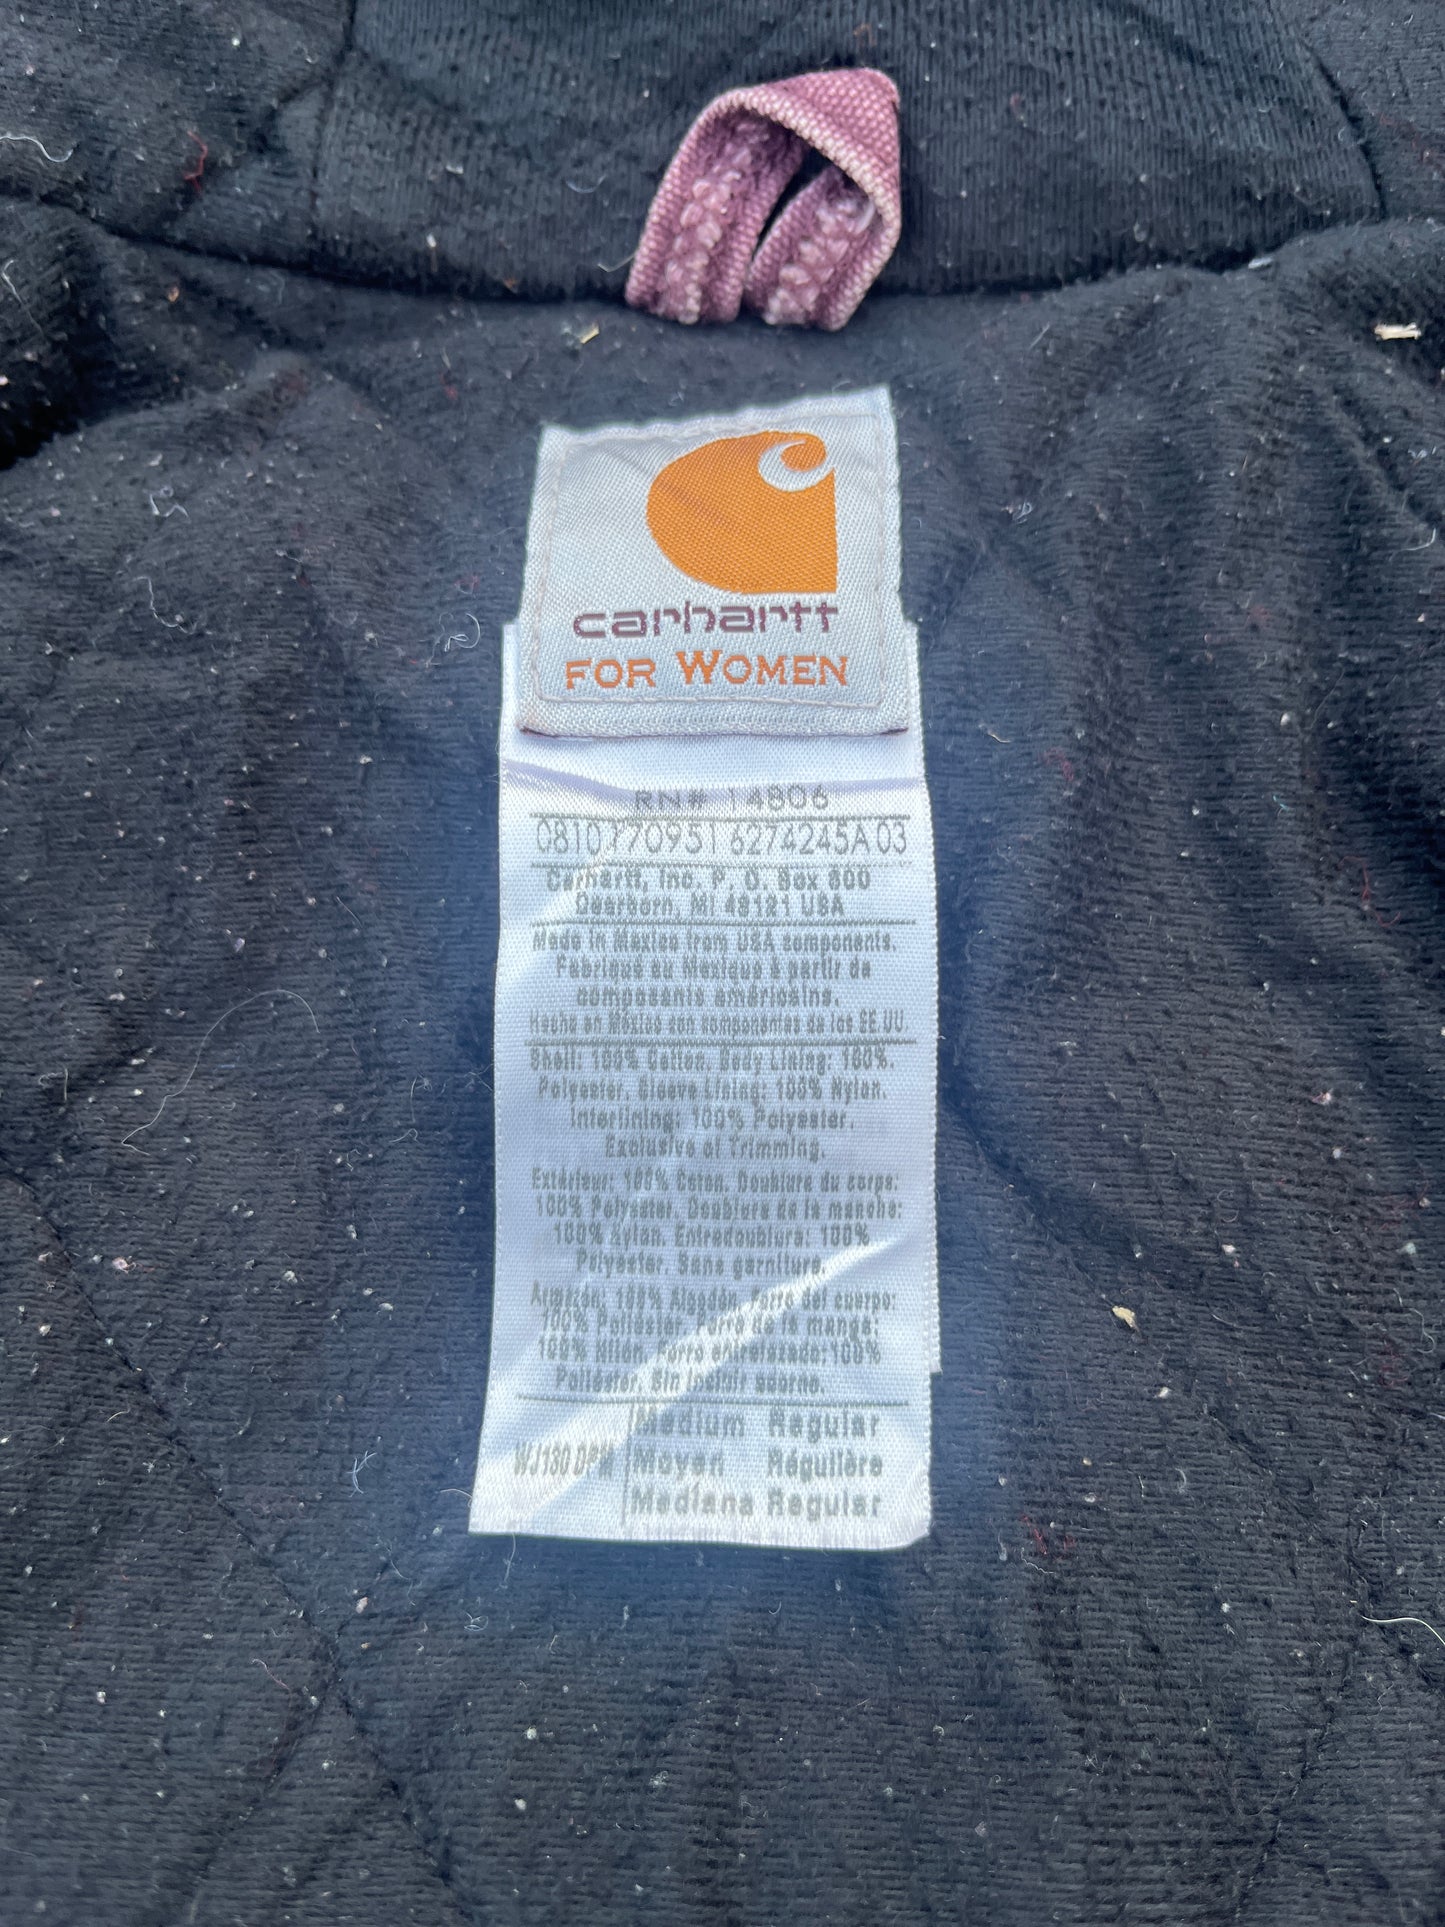 carhartt
FOR WOMEN
RN# 14806
0810170951 6274245A 03
Carhartt, Inc. P. O. Box 600
Dearborn, MI 48121 USA
Made in Mexico from USA components.
Fabriqué au Mexique à partir de
composants américains.
Hecho en México con componentes de los EE.UU.
Shell: 100% Cotton. Body Lining: 100%.
Polyester. Sleeve Lining: 100% Nylon.
Interlining: 100% Polyester.
Exclusive of Trimming.
Extérieur: 100% Coton. Doublure du corps:
100% Polyester. Doublure de la manche:
100% Nylon. Entredoublure: 100%
Polyester. Sans garniture.
Armazón: 100% Algodón. Forro del cuerpo:
100% Poliéster. Forro de la manga:
100% Nilón. Forro entrelazado:100%
Poliéster. Sin incluir adorno.
Medium Regular
WJ130 DPM Moyen Régulière
Mediana Regular